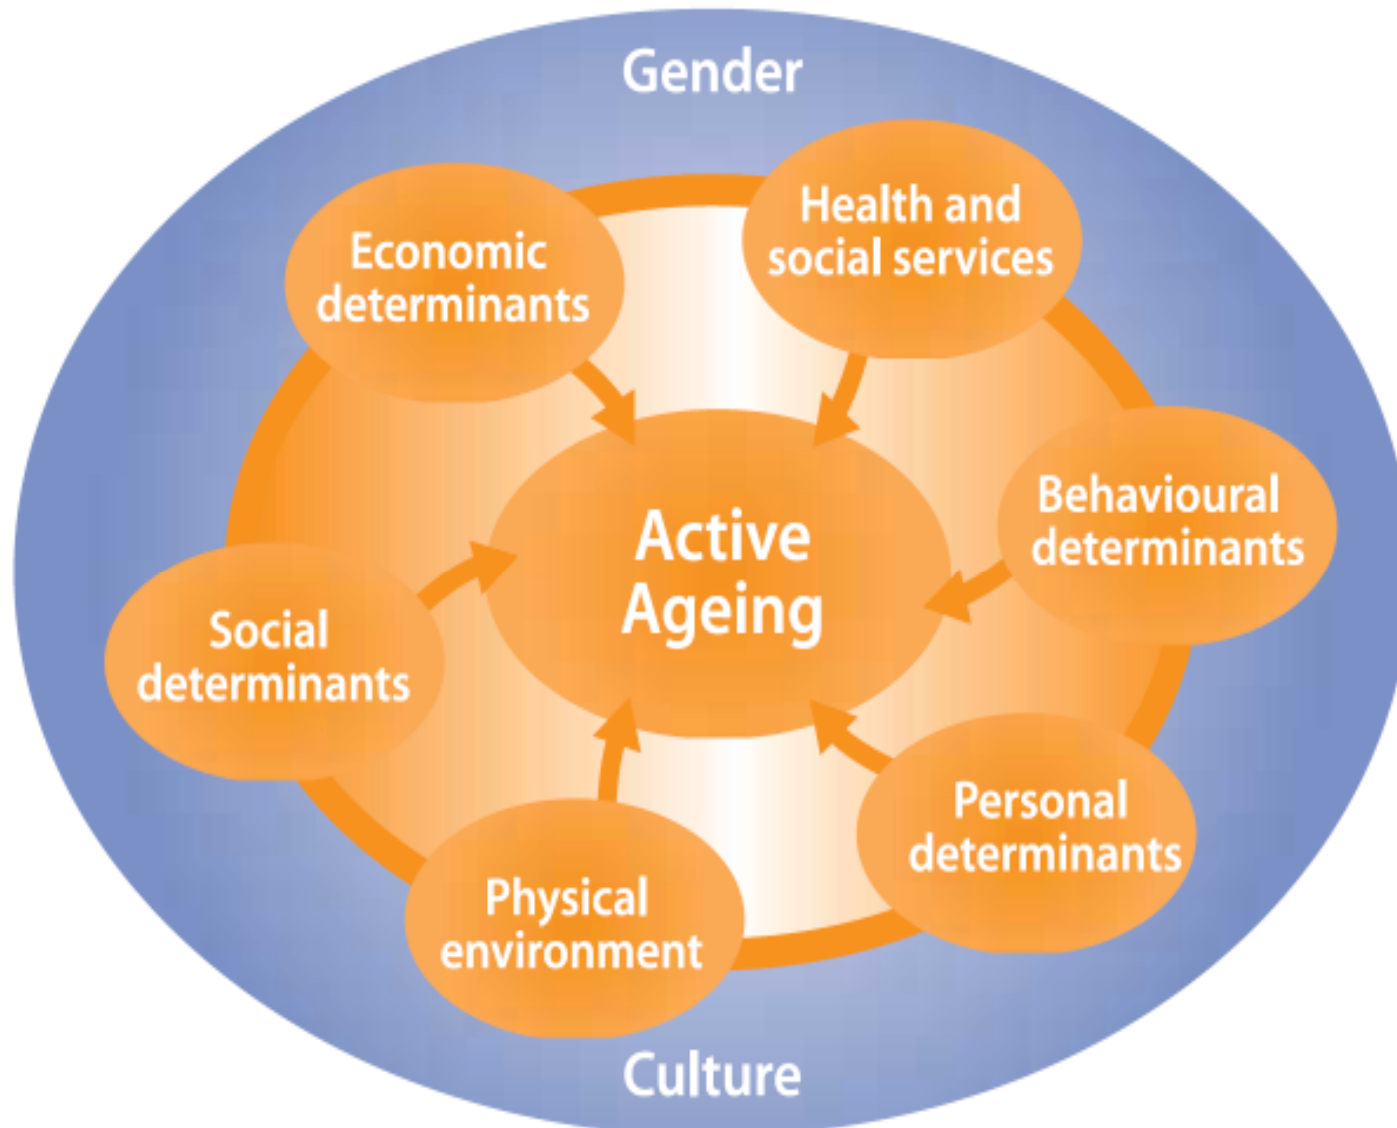 Gender
Economic
determinants
Health and
social services
Behavioural
determinants
Active
Ageing
Social
determinants
Personal
determinants
Physical
environment
Culture